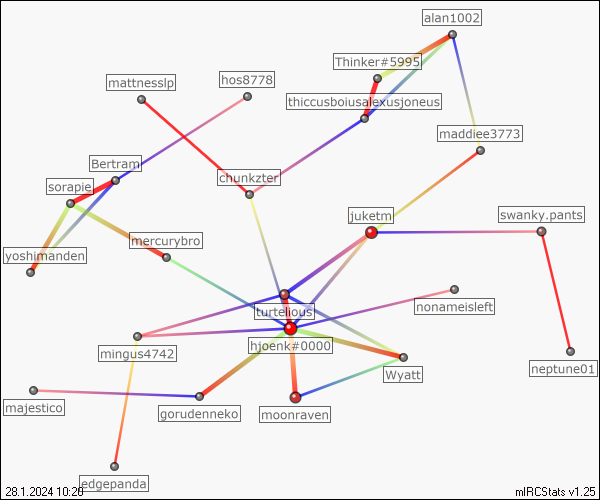 alan1002
Thinker#5995
hos8778
mattnesslp
thiccusboiusalexusjoneus
maddiee3773
Bertram
chunkzter
sorapie
juketm
swanky.pants
mercurybro
yoshimanden
nonameisleft
turtelious
hjoenk#0000
mingus4742
neptune01
Wyatt
majestico
gorudenneko
moonraven
edgepanda
28.1.2024 10:20
mIRCStats v1.25